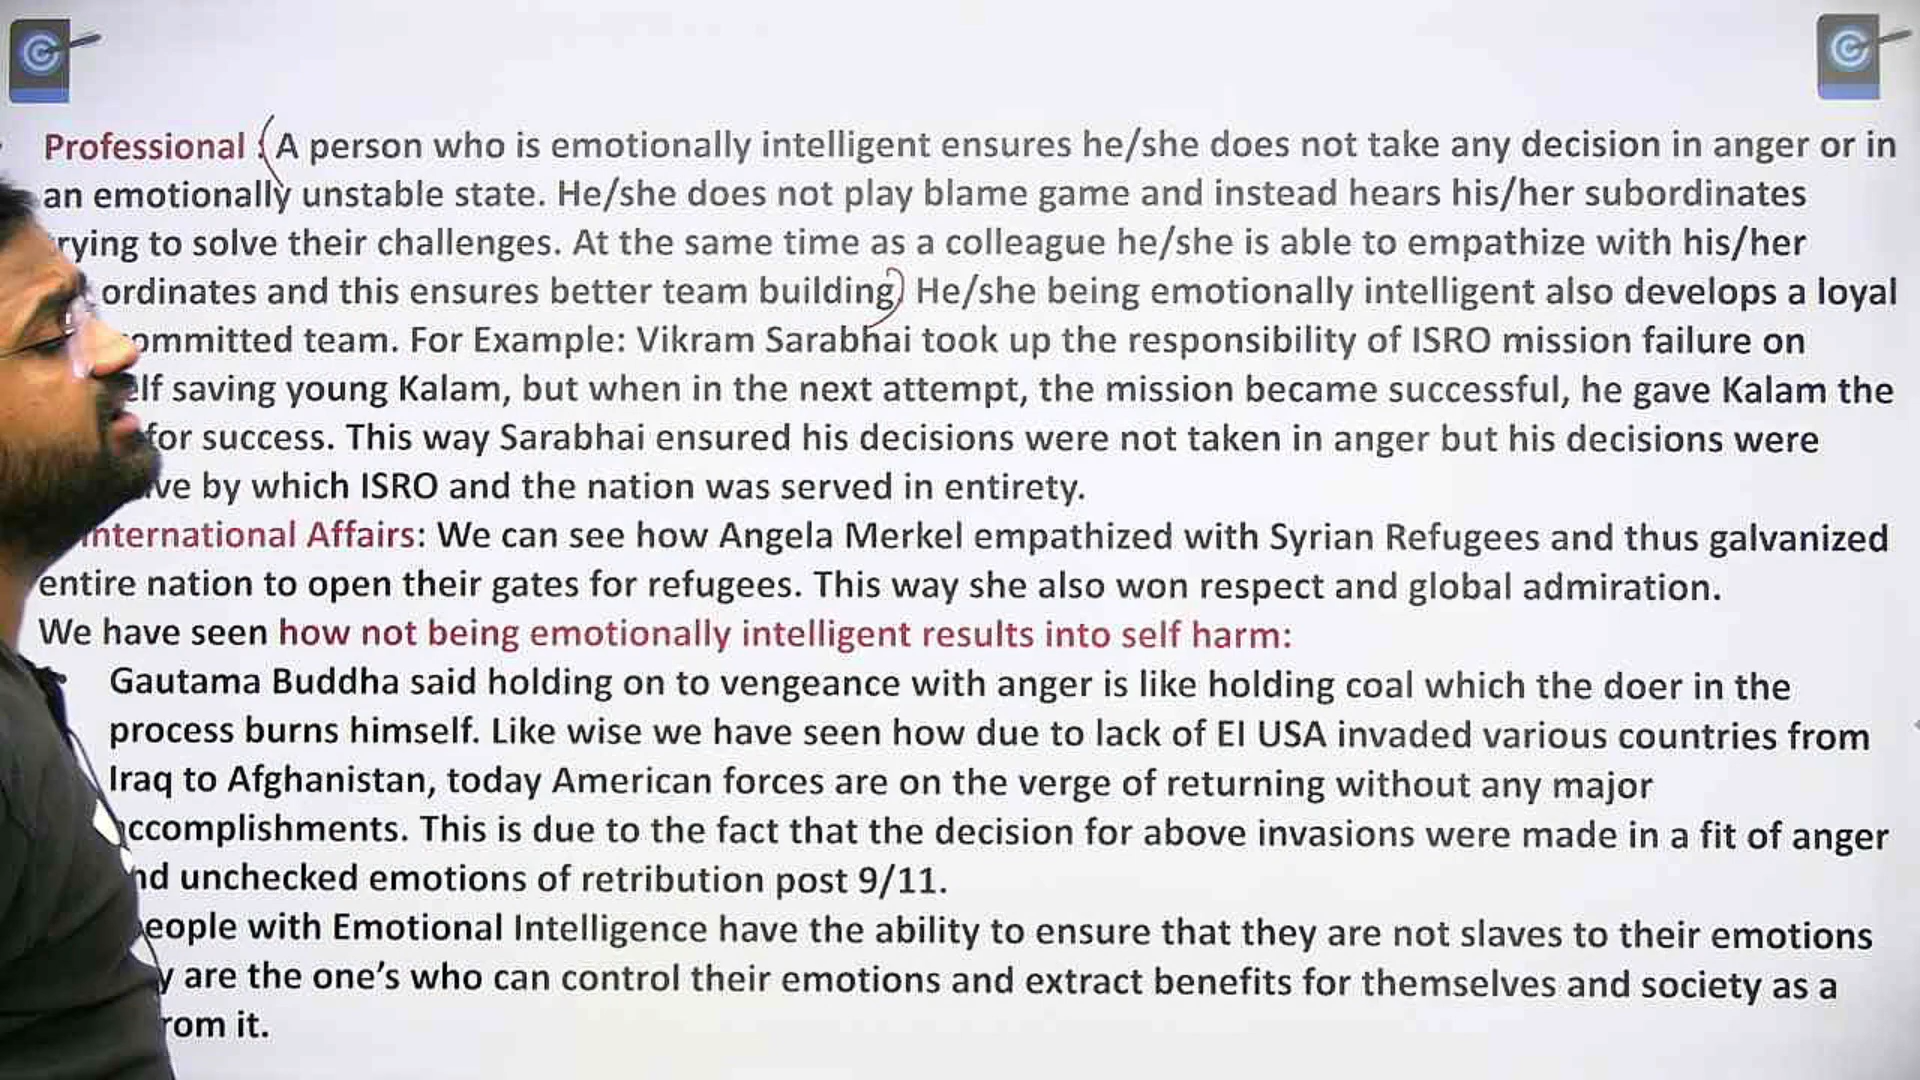 Professional : A person who is emotionally intelligent ensures he/she does not take any decision in anger or in
an emotionally unstable state. He/she does not play blame game and instead hears his/her subordinates
rying to solve their challenges. At the same time as a colleague he/she is able to empathize with his/her
ordinates and this ensures better team building. He/she being emotionally intelligent also develops a loyal
ommitted team. For Example: Vikram Sarabhai took up the responsibility of ISRO mission failure on
elf saving young Kalam, but when in the next attempt, the mission became successful, he gave Kalam the
for success. This way Sarabhai ensured his decisions were not taken in anger but his decisions were
ve by which ISRO and the nation was served in entirety.
International Affairs: We can see how Angela Merkel empathized with Syrian Refugees and thus galvanized
entire nation to open their gates for refugees. This way she also won respect and global admiration.
We have seen how not being emotionally intelligent results into self harm:
Gautama Buddha said holding on to vengeance with anger is like holding coal which the doer in the
process burns himself. Like wise we have seen how due to lack of EI USA invaded various countries from
Iraq to Afghanistan, today American forces are on the verge of returning without any major
ccomplishments. This is due to the fact that the decision for above invasions were made in a fit of anger
nd unchecked emotions of retribution post 9/11.
eople with Emotional Intelligence have the ability to ensure that they are not slaves to their emotions
y are the one's who can control their emotions and extract benefits for themselves and society as a
rom it.